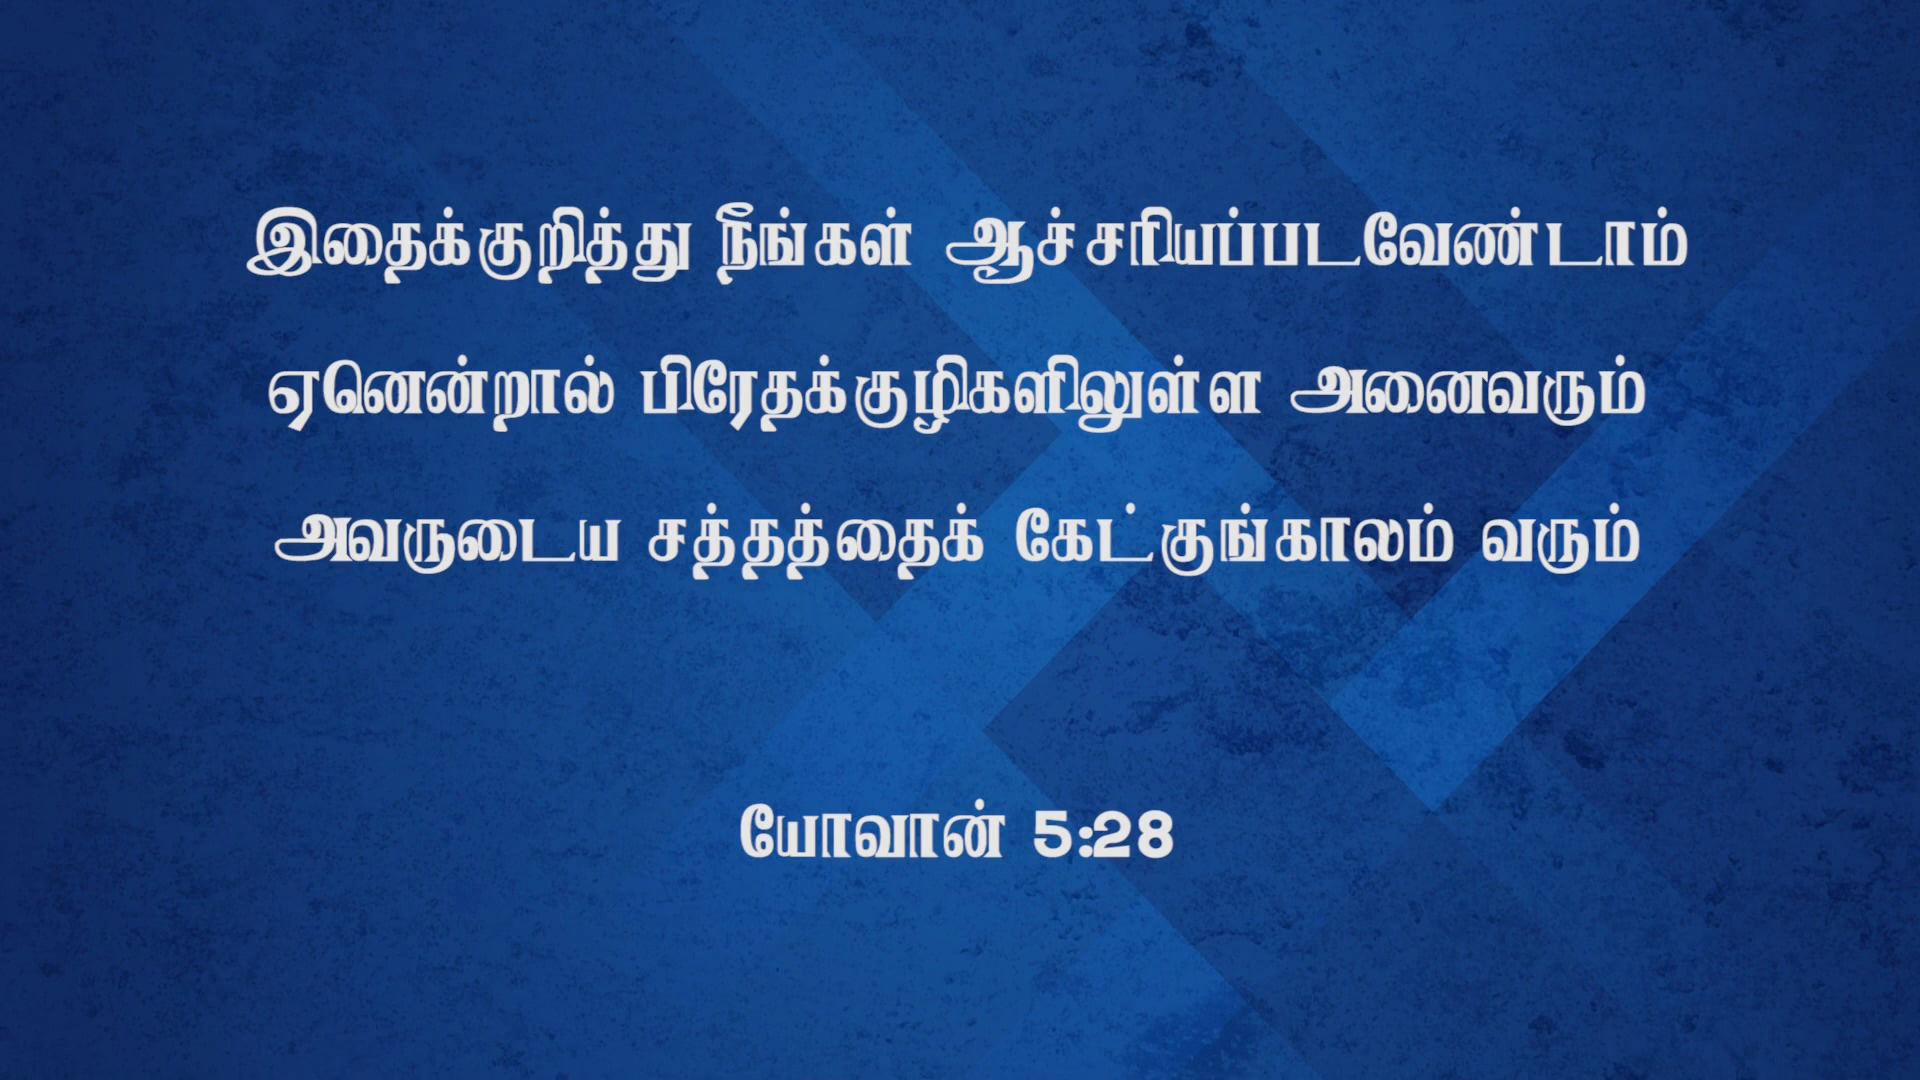 இதைக்குறித்து நீங்கள் ஆச்சரியப்படவேண்டாம்
ஏனென்றால் பிரேதக்குழிகளிலுள்ள அனைவரும்
அவருடைய சத்தத்தைக் கேட்குங்காலம் வரும்
யோவான் 5:28